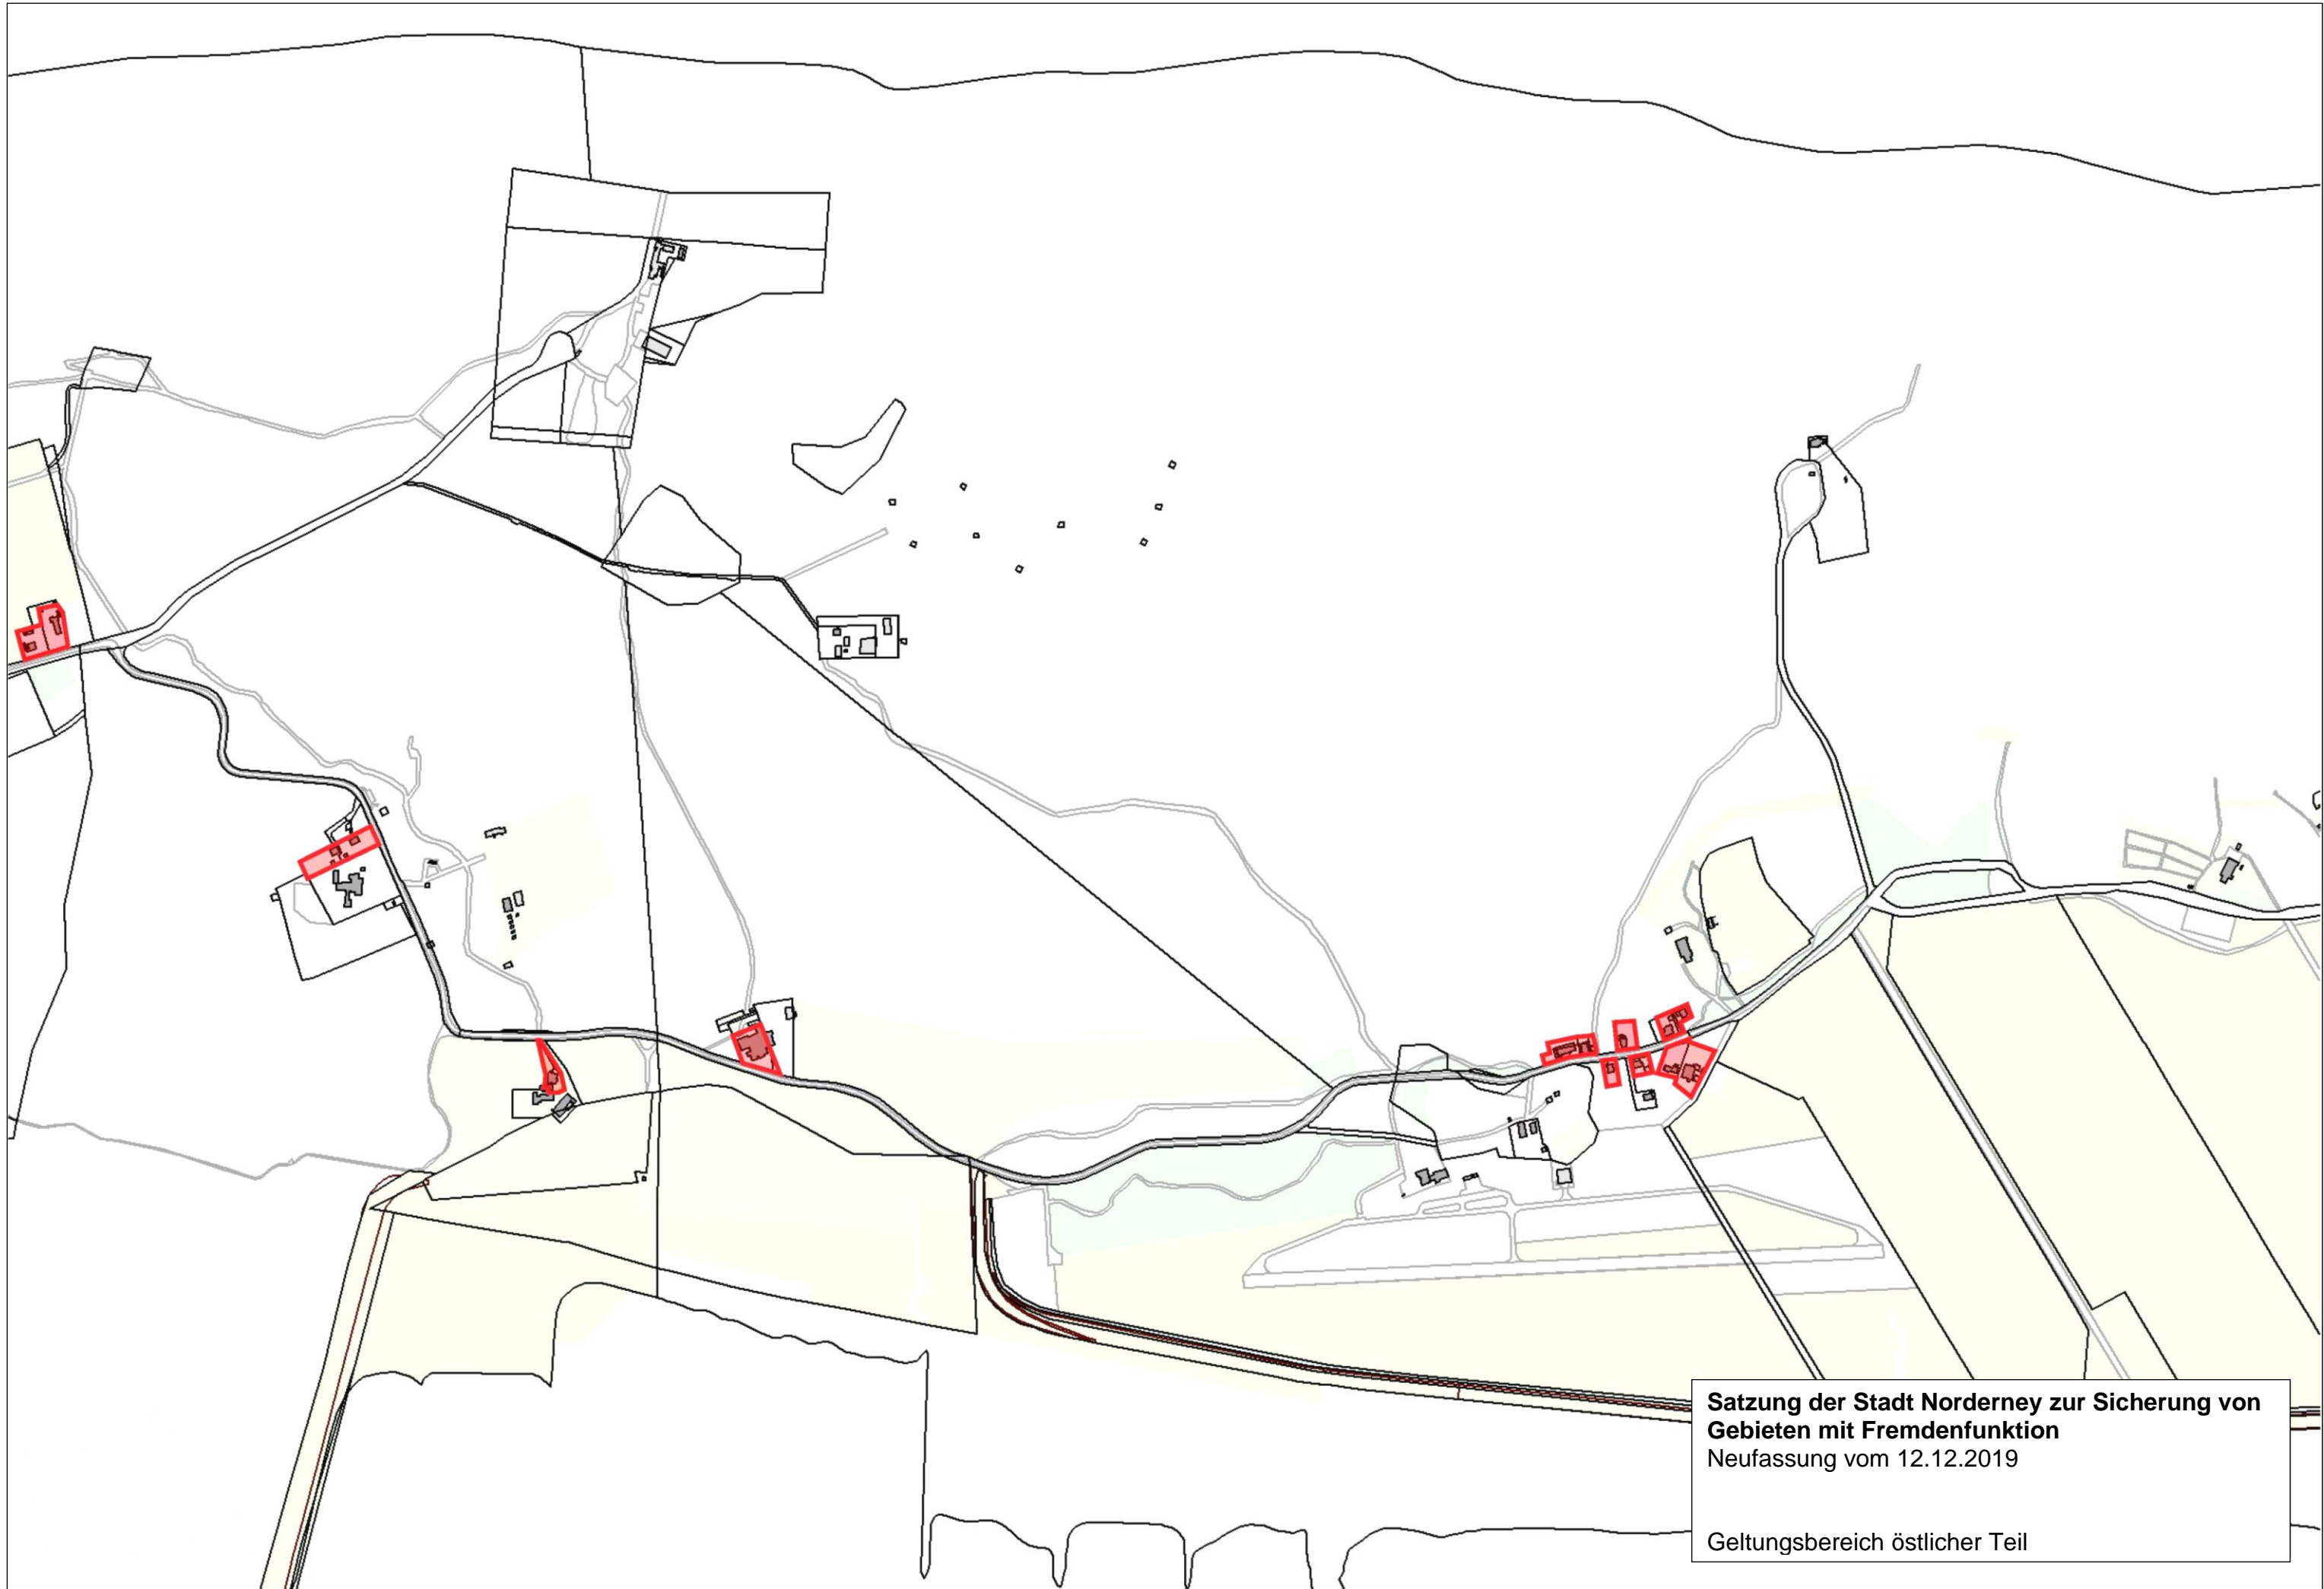 Satzung der Stadt Norderney zur Sicherung von
Gebieten mit Fremdenfunktion
Neufassung vom 12.12.2019
Geltungsbereich östlicher Teil